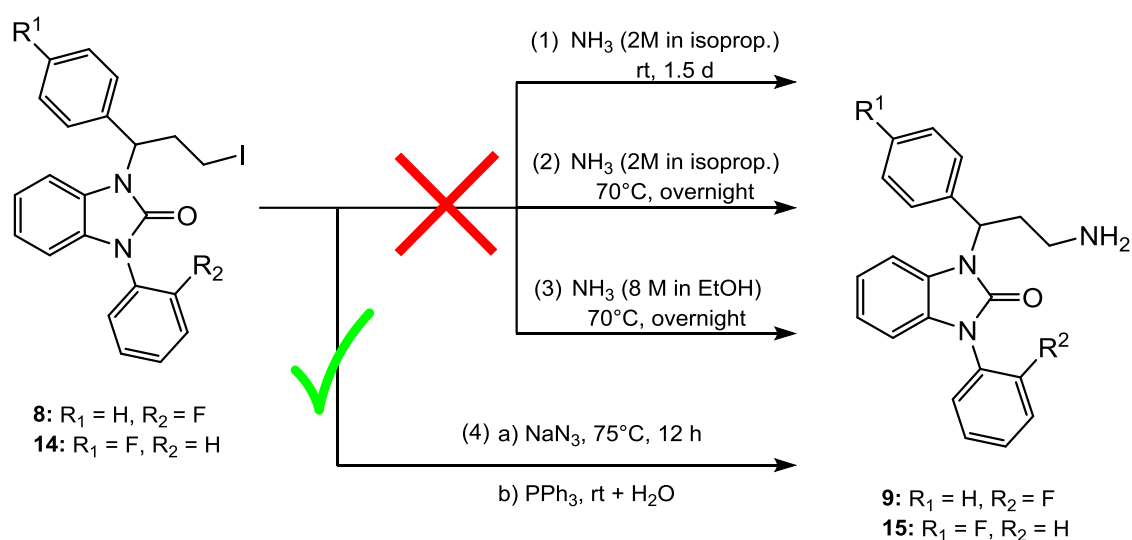 R¹
I
N
O
N
R₂
8: R₁ = H, R₂ = F
14: R₁ = F, R₂ = H
(1) NH₃ (2M in isoprop.)
rt, 1.5 d
(2) NH₃ (2M in isoprop.)
70°C, overnight
(3) NH₃ (8 M in EtOH)
70°C, overnight
(4) a) NaN₃, 75°C, 12 h
b) PPh₃, rt + H₂O
R¹
NH₂
N
O
N
R²
9: R₁ = H, R₂ = F
15: R₁ = F, R₂ = H